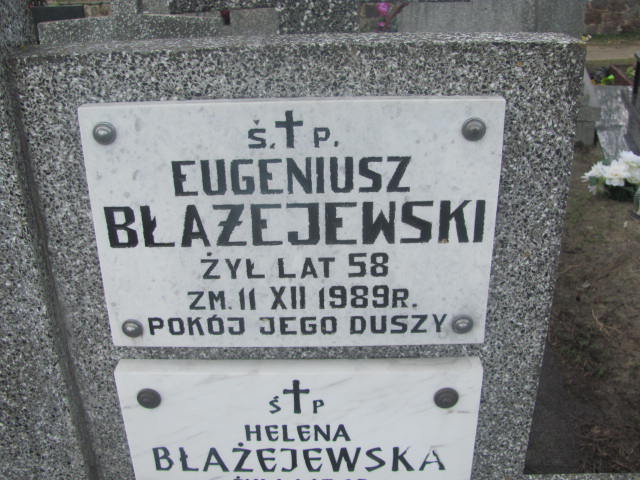 Ś. P.
EUGENIUSZ
BŁAŻEJEWSKI
ŻYŁ LAT 58
ZM. 11 XII 1989R.
POKÓJ JEGO DUSZY
Ś P
HELENA
BŁAŻEJEWSKA